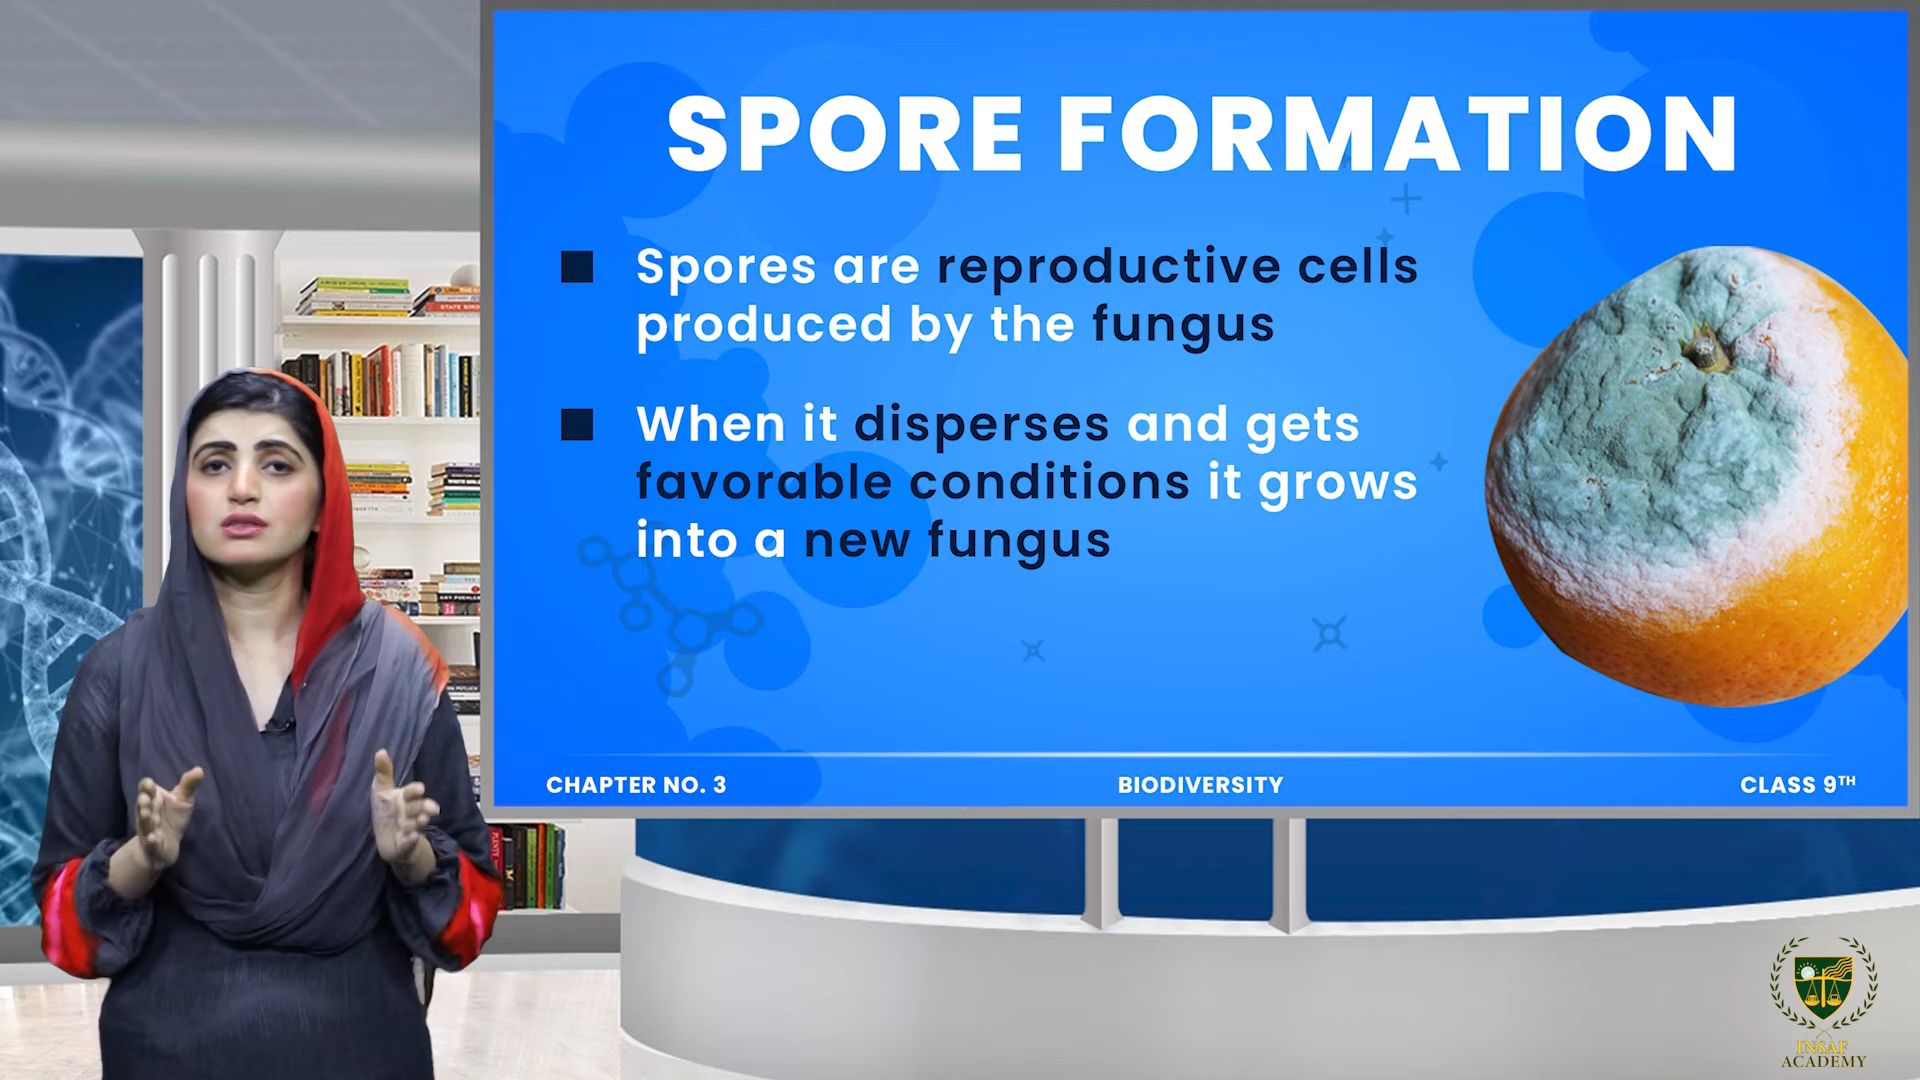 SPORE FORMATION
Spores are reproductive cells
produced by the fungus
When it disperses and gets
favorable conditions it grows
into a new fungus
CHAPTER NO. 3
BIODIVERSITY
CLASS 9TH
INSAF
ACADEMY